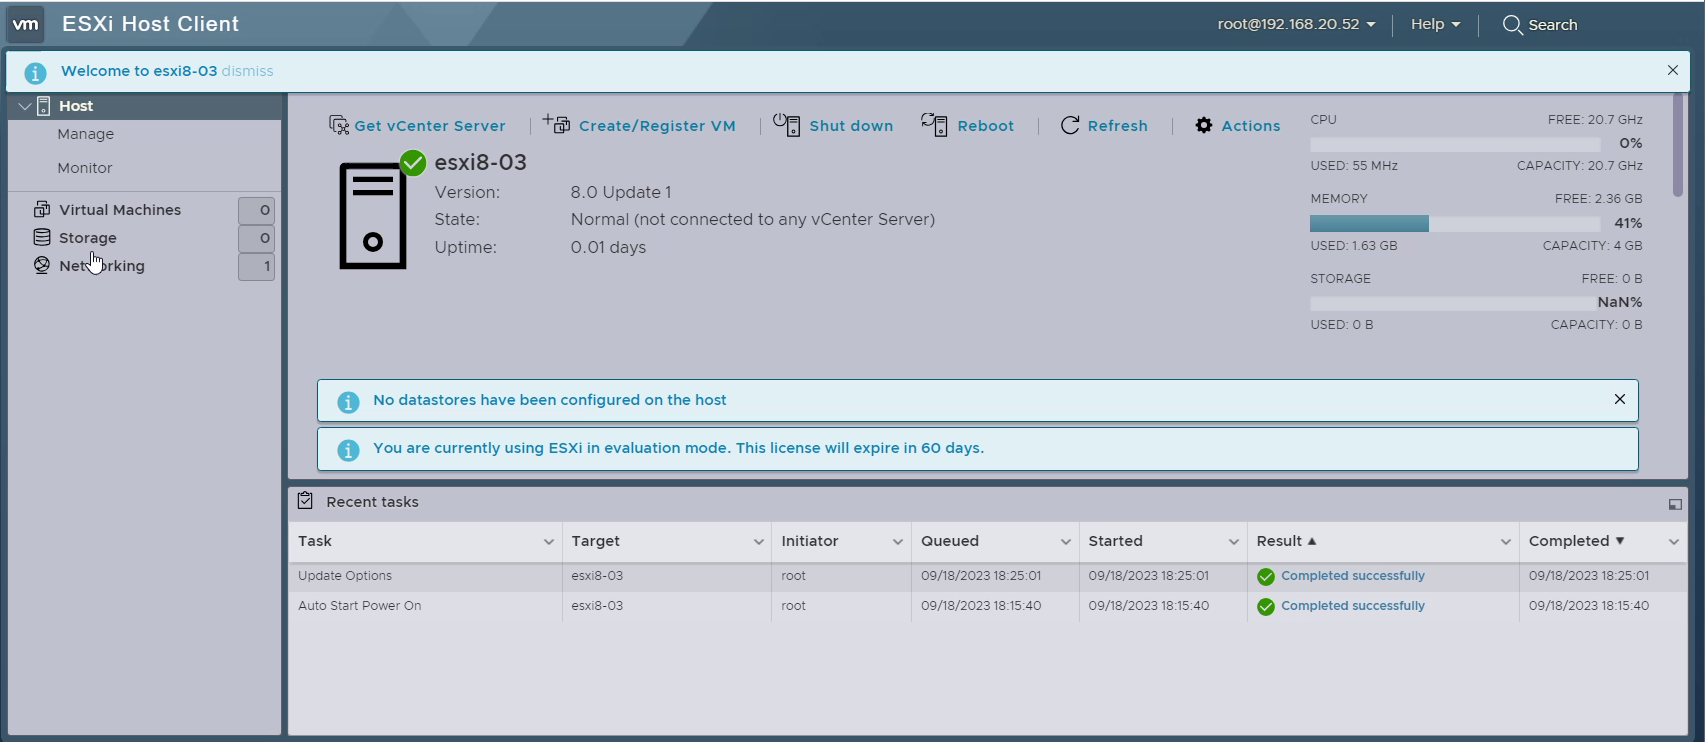 vm ESXi Host Client root@192.168.20.52 Help Search
Welcome to esxi8-03 dismiss
Host
Manage
Monitor
Virtual Machines 0
Storage 0
Networking 1
Get vCenter Server Create/Register VM Shut down Reboot Refresh Actions
esxi8-03
Version: 8.0 Update 1
State: Normal (not connected to any vCenter Server)
Uptime: 0.01 days
CPU FREE: 20.7 GHz
0%
USED: 55 MHz CAPACITY: 20.7 GHz
MEMORY FREE: 2.36 GB
41%
USED: 1.63 GB CAPACITY: 4 GB
STORAGE FREE: 0 B
NaN%
USED: 0 B CAPACITY: 0 B
No datastores have been configured on the host
You are currently using ESXi in evaluation mode. This license will expire in 60 days.
Recent tasks
Task Target Initiator Queued Started Result Completed
Update Options esxi8-03 root 09/18/2023 18:25:01 09/18/2023 18:25:01 Completed successfully 09/18/2023 18:25:01
Auto Start Power On esxi8-03 root 09/18/2023 18:15:40 09/18/2023 18:15:40 Completed successfully 09/18/2023 18:15:40